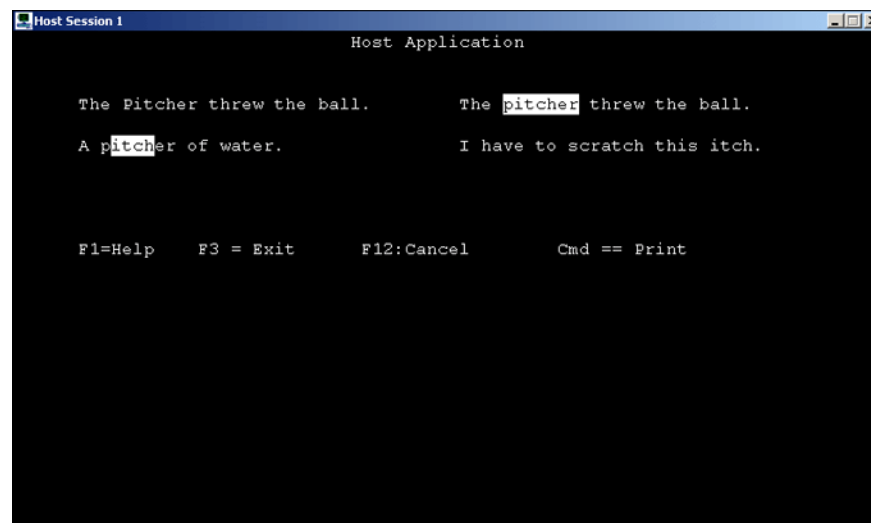 Host Session 1
Host Application
The Pitcher threw the ball. The pitcher threw the ball.
A pitcher of water. I have to scratch this itch.
F1=Help F3 = Exit F12:Cancel Cmd == Print